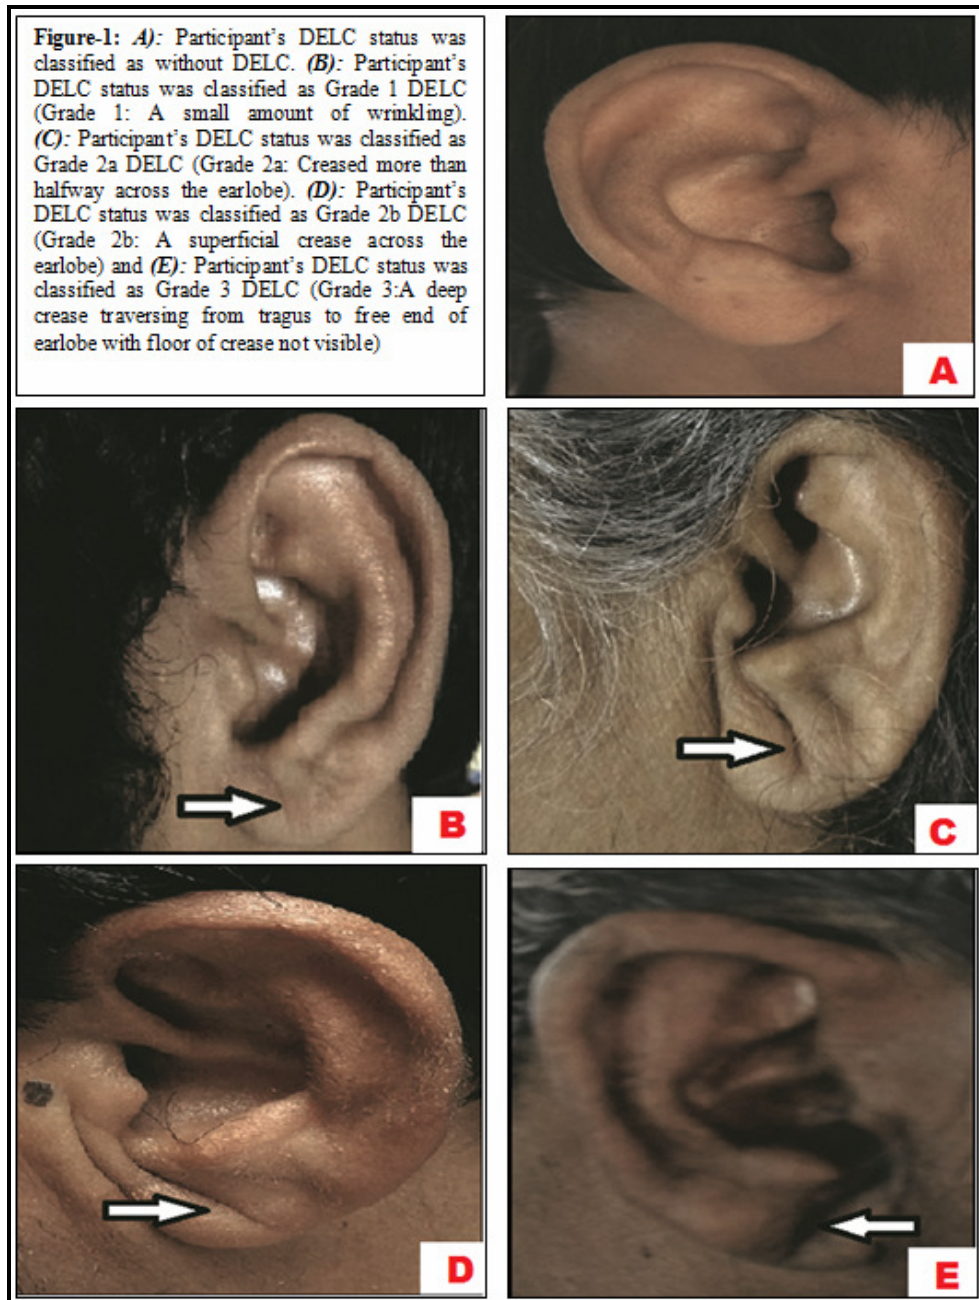 Figure-1: A): Participant's DELC status was
classified as without DELC. (B): Participant's
DELC status was classified as Grade 1 DELC
(Grade 1: A small amount of wrinkling).
(C): Participant's DELC status was classified as
Grade 2a DELC (Grade 2a: Creased more than
halfway across the earlobe). (D): Participant's
DELC status was classified as Grade 2b DELC
(Grade 2b: A superficial crease across the
earlobe) and (E): Participant's DELC status was
classified as Grade 3 DELC (Grade 3:A deep
crease traversing from tragus to free end of
earlobe with floor of crease not visible)
A
B
C
D
E